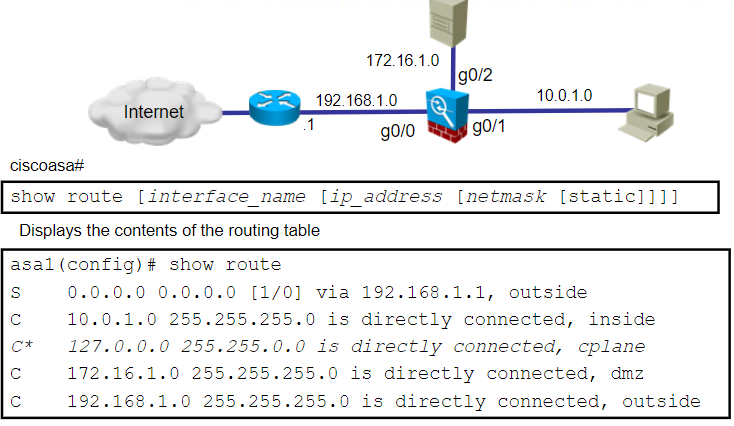 172.16.1.0
g0/2
10.0.1.0
Internet
192.168.1.0
.1
g0/0
g0/1
ciscoasa#
show route [interface_name [ip_address [netmask [static]]]]
Displays the contents of the routing table
asa1(config)# show route
S 0.0.0.0 0.0.0.0 [1/0] via 192.168.1.1, outside
C 10.0.1.0 255.255.255.0 is directly connected, inside
C* 127.0.0.0 255.255.0.0 is directly connected, cplane
C 172.16.1.0 255.255.255.0 is directly connected, dmz
C 192.168.1.0 255.255.255.0 is directly connected, outside